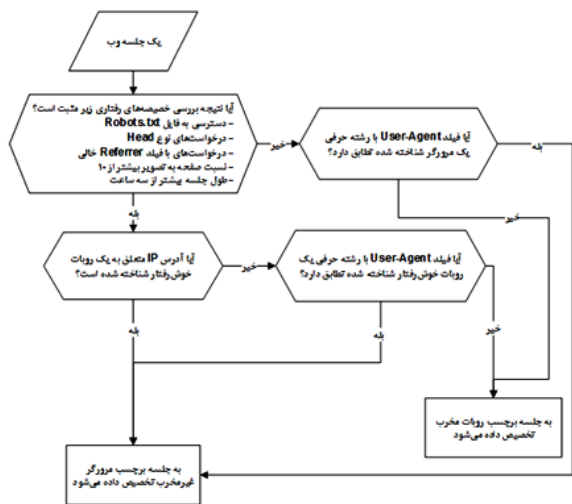 یک جلسه وب
آیا نتیجه بررسی خصیصه‌های رفتاری زیر مثبت است؟
- دسترسی به فایل Robots.txt
- درخواست‌های نوع Head
- درخواست‌های با فیلد Referrer خالی
- نسبت صفحه به تصویر بیشتر از ۱۰
- طول جلسه بیشتر از سه ساعت
خیر
آیا فیلد User-Agent با رشته حرفی
یک مرورگر شناخته شده تطابق دارد؟
بله
بله
آیا آدرس IP متعلق به یک روبات
خوش‌رفتار شناخته شده است؟
خیر
آیا فیلد User-Agent با رشته حرفی یک
روبات خوش‌رفتار شناخته شده تطابق دارد؟
خیر
خیر
بله
بله
به جلسه برچسب روبات مخرب
تخصیص داده می‌شود
به جلسه برچسب مرورگر
غیرمخرب تخصیص داده می‌شود